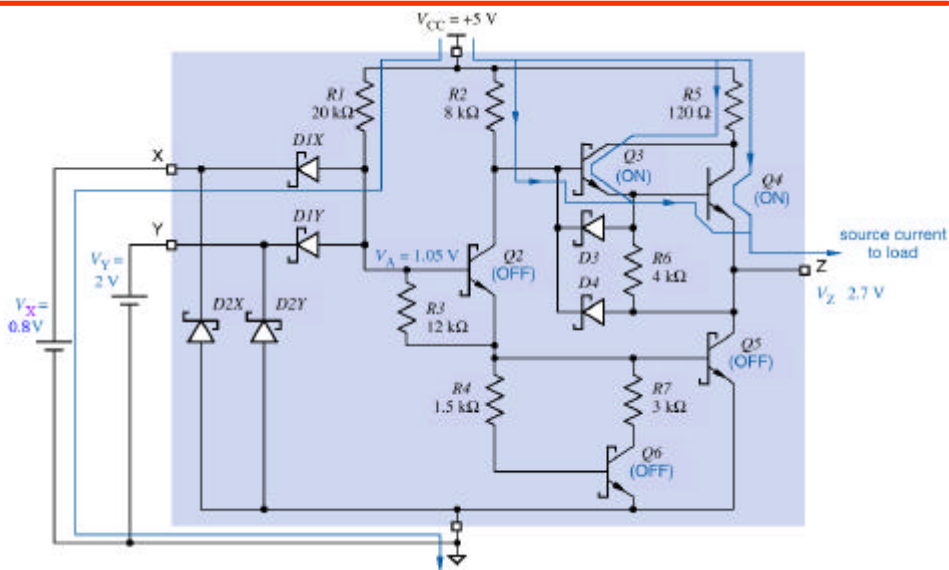 VCC = +5 V
R1
20 kΩ
R2
8 kΩ
R5
120 Ω
X
D1X
Q3
(ON)
Q4
(ON)
Y
D1Y
source current
to load
VY =
2 V
VA = 1.05 V
Q2
(OFF)
D3
R6
4 kΩ
Z
VZ 2.7 V
VX =
0.8V
D2X
D2Y
R3
12 kΩ
D4
Q5
(OFF)
R4
1.5 kΩ
R7
3 kΩ
Q6
(OFF)